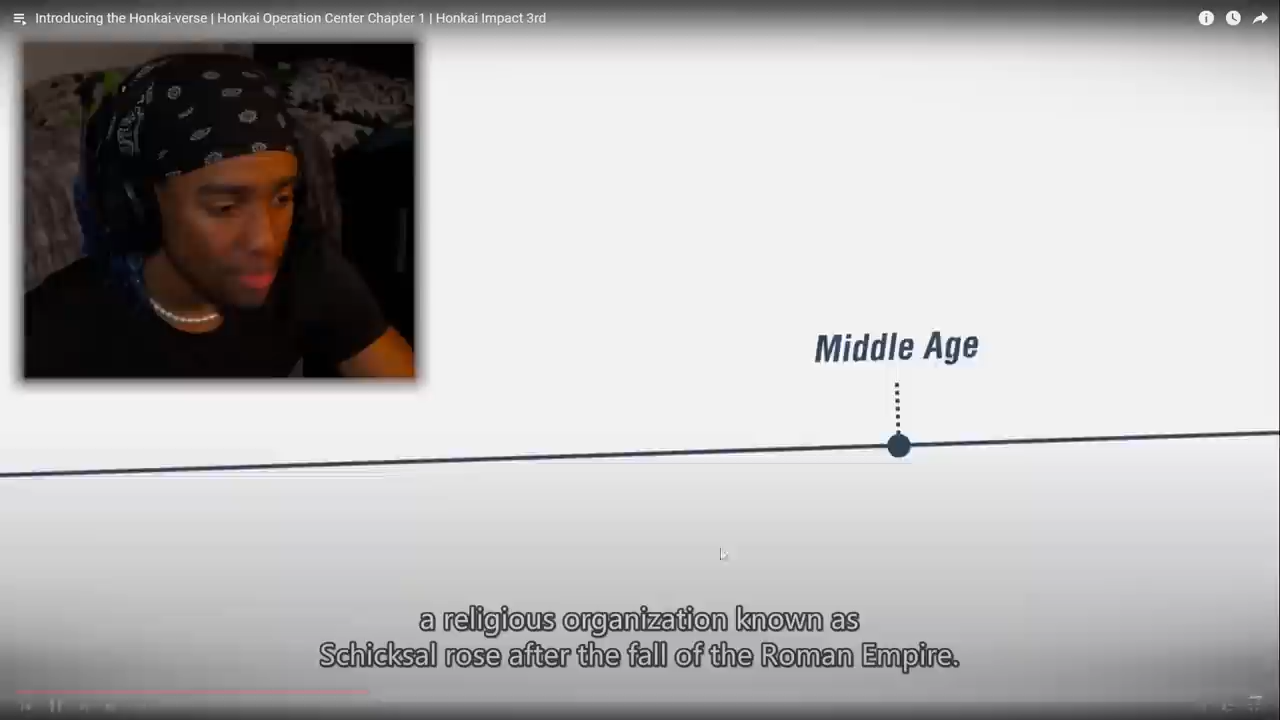 Introducing the Honkai-verse | Honkai Operation Center Chapter 1 | Honkai Impact 3rd
Middle Age
a religious organization known as
Schicksal rose after the fall of the Roman Empire.